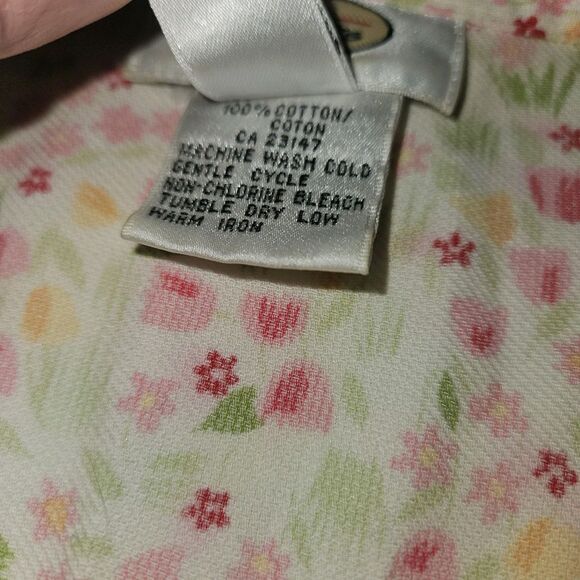 100% COTTON/
COTON
CA 23147
MACHINE WASH COLD
GENTLE CYCLE
NON-CHLORINE BLEACH
TUMBLE DRY LOW
WARM IRON